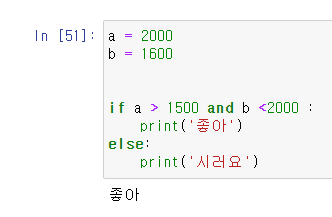 In [51]: a = 2000
b = 1600
if a > 1500 and b <2000 :
    print('좋아')
else:
    print('시러요')
좋아